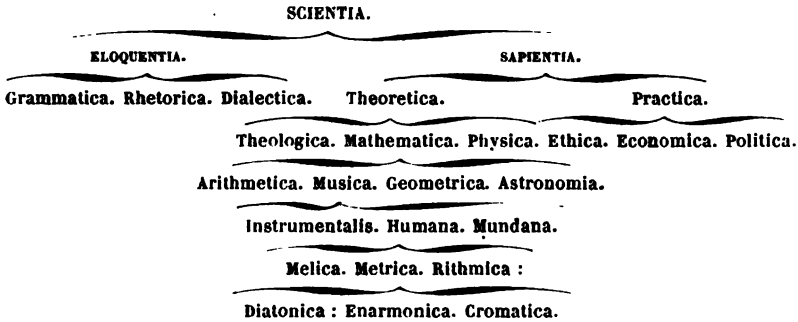 SCIENTIA.
ELOQUENTIA. SAPIENTIA.
Grammatica. Rhetorica. Dialectica. Theoretica. Practica.
Theologica. Mathematica. Physica. Ethica. Economica. Politica.
Arithmetica. Musica. Geometrica. Astronomia.
Instrumentalis. Humana. Mundana.
Melica. Metrica. Rithmica :
Diatonica : Enarmonica. Cromatica.